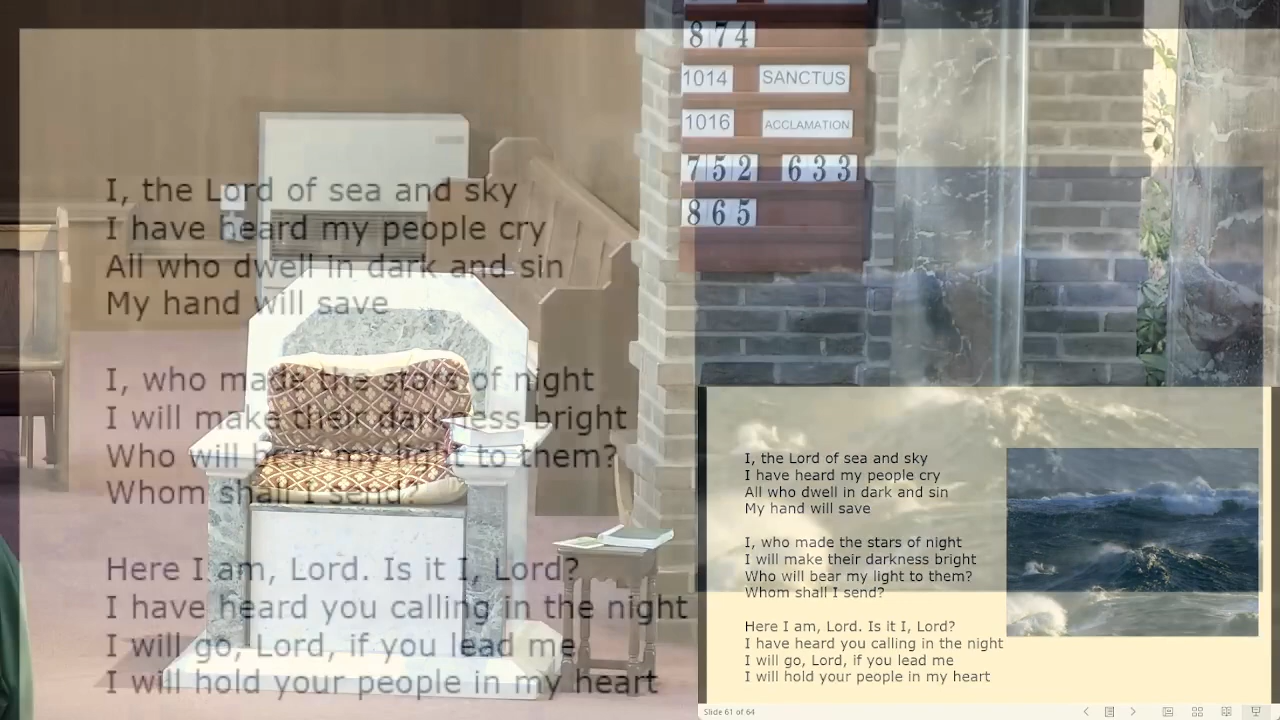 874
1014 SANCTUS
1016 ACCLAMATION
752 633
865
I, the Lord of sea and sky
I have heard my people cry
All who dwell in dark and sin
My hand will save
I, who made the stars of night
I will make their darkness bright
Who will bear my light to them?
Whom shall I send?
Here I am, Lord. Is it I, Lord?
I have heard you calling in the night
I will go, Lord, if you lead me
I will hold your people in my heart
I, the Lord of sea and sky
I have heard my people cry
All who dwell in dark and sin
My hand will save
I, who made the stars of night
I will make their darkness bright
Who will bear my light to them?
Whom shall I send?
Here I am, Lord. Is it I, Lord?
I have heard you calling in the night
I will go, Lord, if you lead me
I will hold your people in my heart
Slide 61 of 64